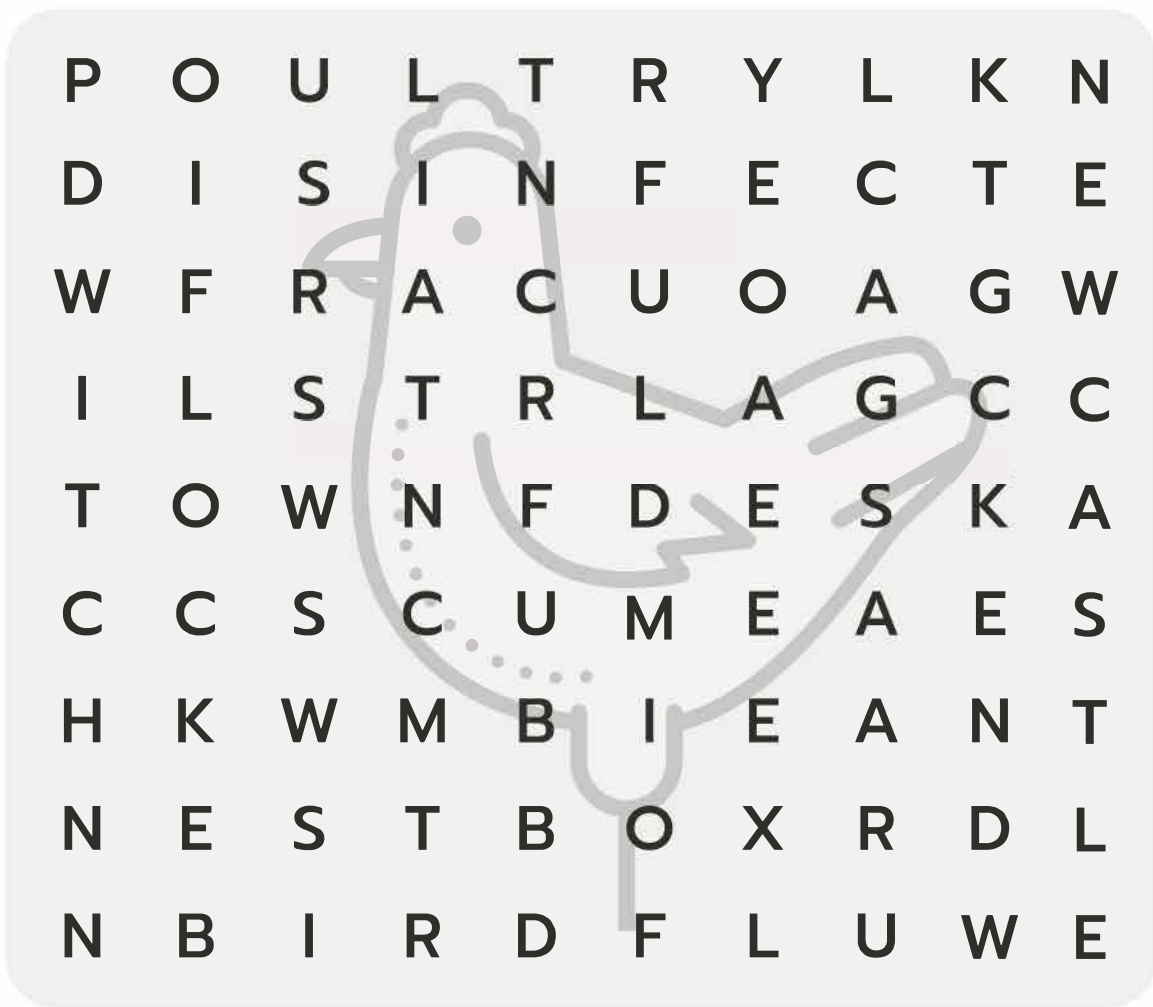 P O U L T R Y L K N
D I S I N F E C T E
W F R A C U O A G W
I L S T R L A G C C
T O W N F D E S K A
C C S C U M E A E S
H K W M B I E A N T
N E S T B O X R D L
N B I R D F L U W E